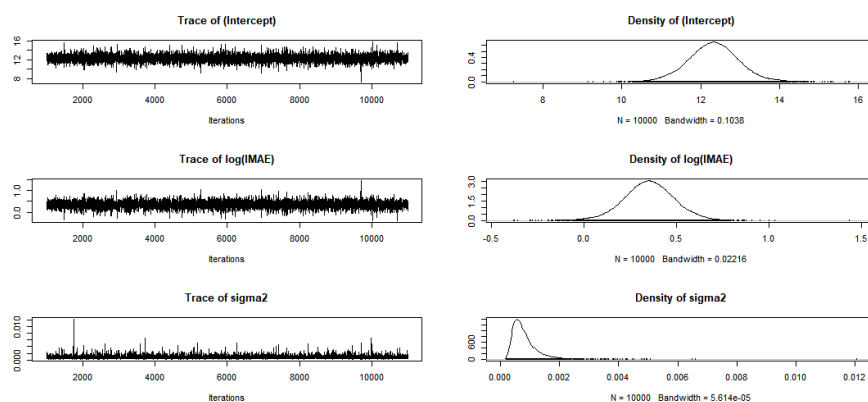 Trace of (Intercept)
8 12 16
2000 4000 6000 8000 10000
Iterations
Density of (Intercept)
0.0 0.4
8 10 12 14 16
N = 10000 Bandwidth = 0.1038
Trace of log(IMAE)
0.0 1.0
2000 4000 6000 8000 10000
Iterations
Density of log(IMAE)
0.0 1.5 3.0
-0.5 0.0 0.5 1.0 1.5
N = 10000 Bandwidth = 0.02216
Trace of sigma2
0.000 0.010
2000 4000 6000 8000 10000
Iterations
Density of sigma2
0 600
0.000 0.002 0.004 0.006 0.008 0.010 0.012
N = 10000 Bandwidth = 5.614e-05